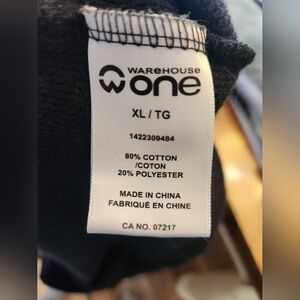 WAREHOUSE
one
XL / TG
1422309484
80% COTTON
/COTON
20% POLYESTER
MADE IN CHINA
FABRIQUÉ EN CHINE
CA NO. 07217